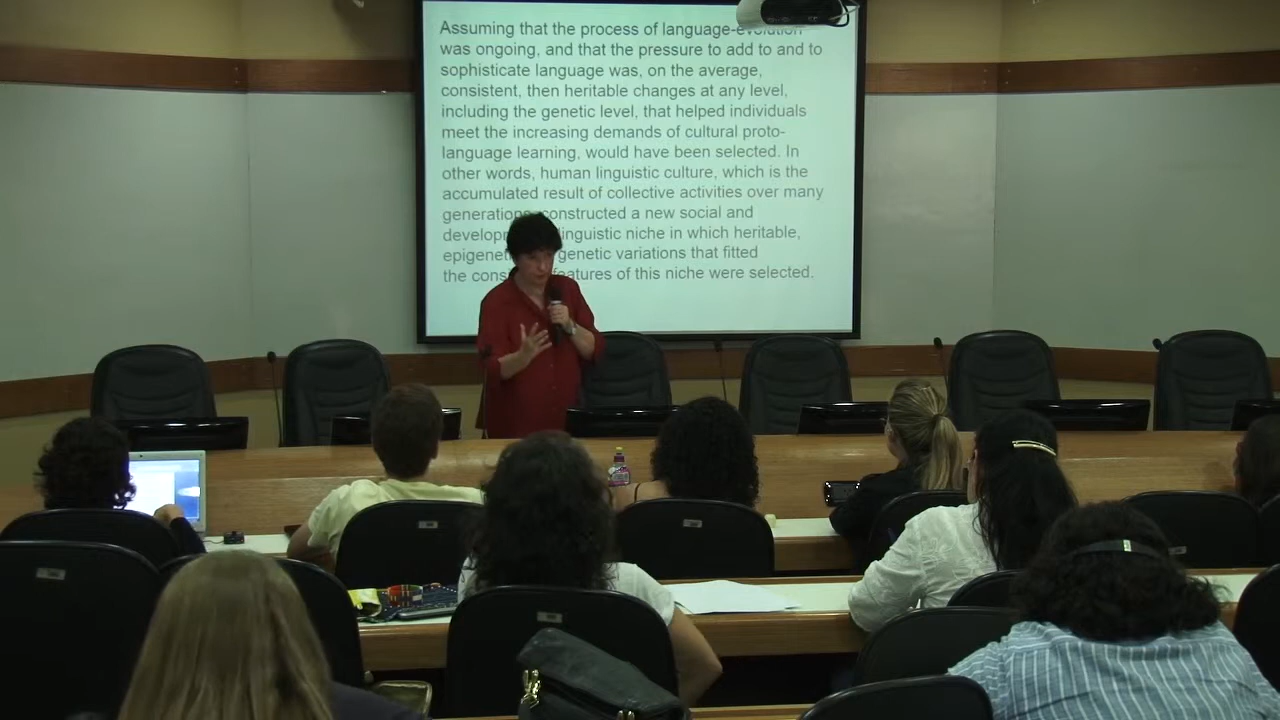 Assuming that the process of language-evolution
was ongoing, and that the pressure to add to and to
sophisticate language was, on the average,
consistent, then heritable changes at any level,
including the genetic level, that helped individuals
meet the increasing demands of cultural proto-
language learning, would have been selected. In
other words, human linguistic culture, which is the
accumulated result of collective activities over many
generations, constructed a new social and
linguistic niche in which heritable,
genetic variations that fitted
the features of this niche were selected.